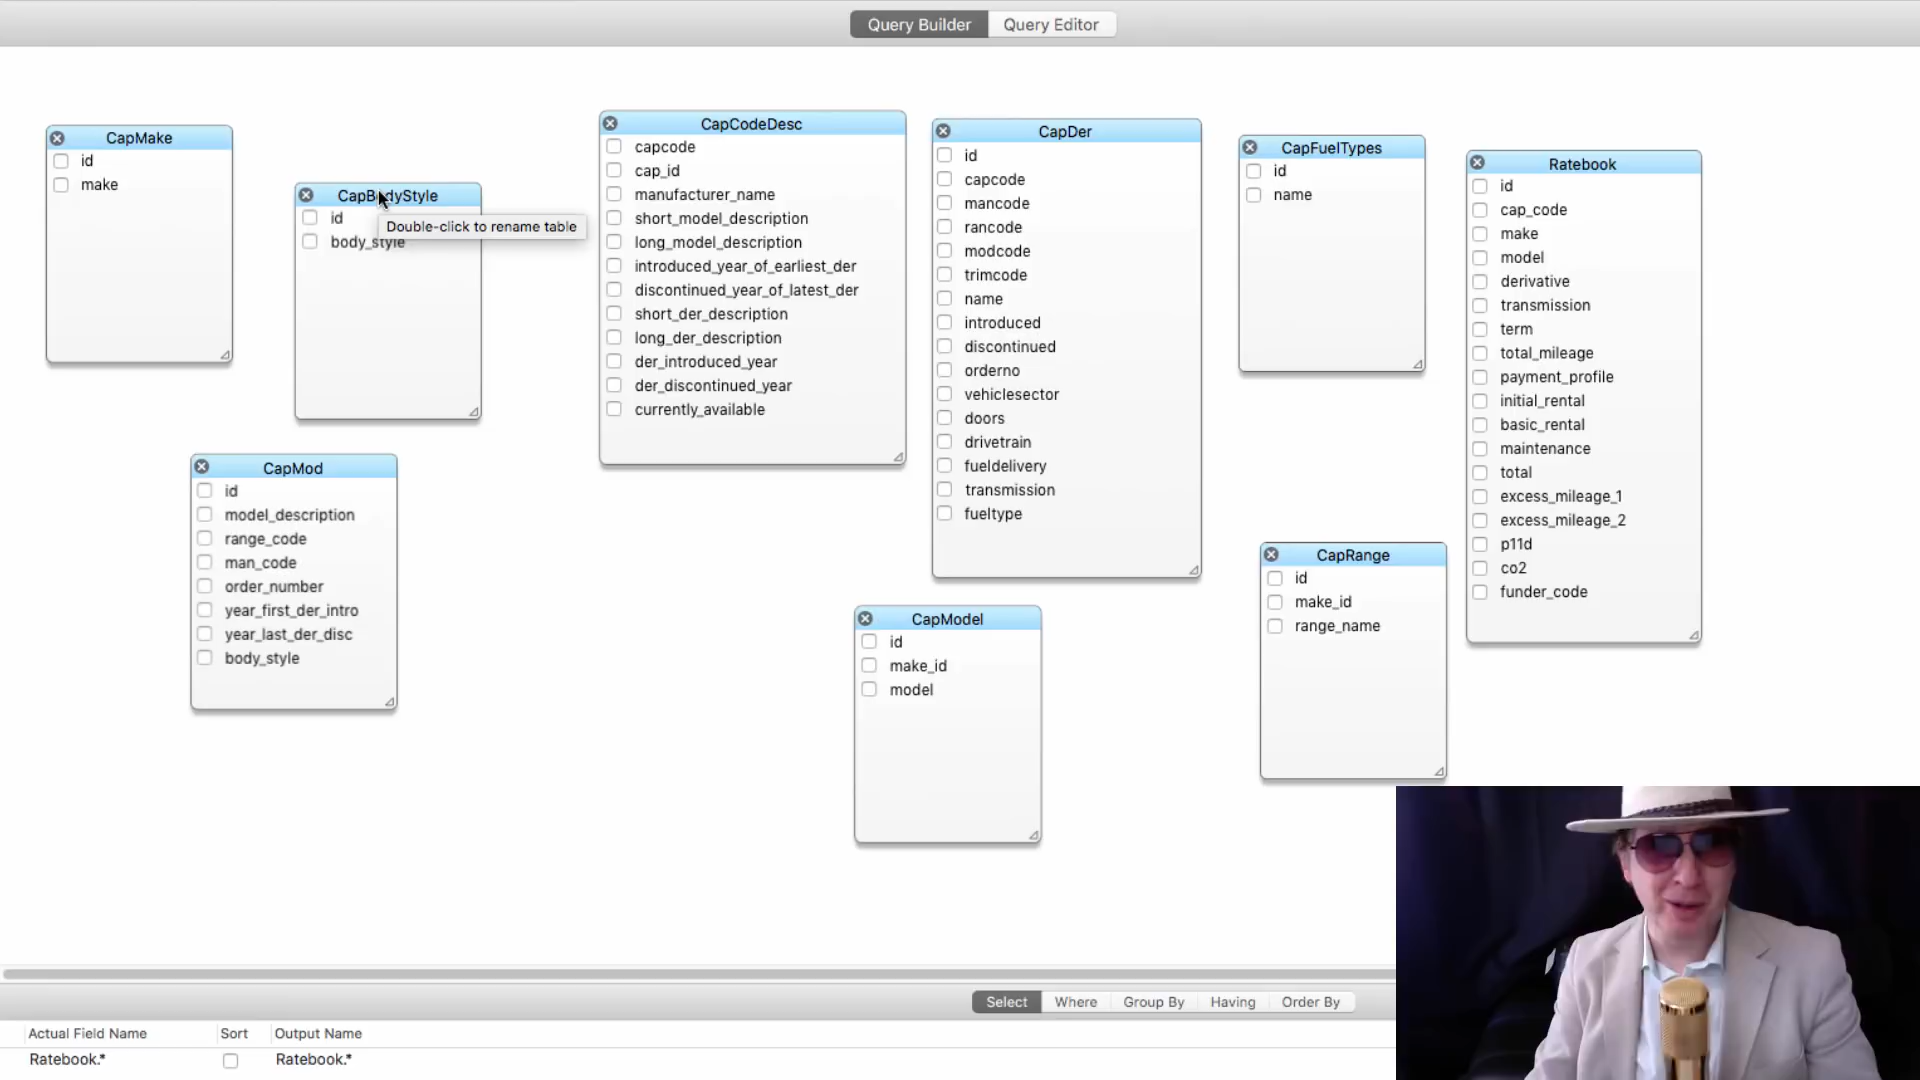 Query Builder
Query Editor
CapMake
id
make
CapBodyStyle
id
body_style
Double-click to rename table
CapCodeDesc
capcode
cap_id
manufacturer_name
short_model_description
long_model_description
introduced_year_of_earliest_der
discontinued_year_of_latest_der
short_der_description
long_der_description
der_introduced_year
der_discontinued_year
currently_available
CapDer
id
capcode
mancode
rancode
modcode
trimcode
name
introduced
discontinued
orderno
vehiclesector
doors
drivetrain
fueldelivery
transmission
fueltype
CapFuelTypes
id
name
Ratebook
id
cap_code
make
model
derivative
transmission
term
total_mileage
payment_profile
initial_rental
basic_rental
maintenance
total
excess_mileage_1
excess_mileage_2
p11d
co2
funder_code
CapMod
id
model_description
range_code
man_code
order_number
year_first_der_intro
year_last_der_disc
body_style
CapModel
id
make_id
model
CapRange
id
make_id
range_name
Select
Where
Group By
Having
Order By
Actual Field Name
Sort
Output Name
Ratebook.*
Ratebook.*